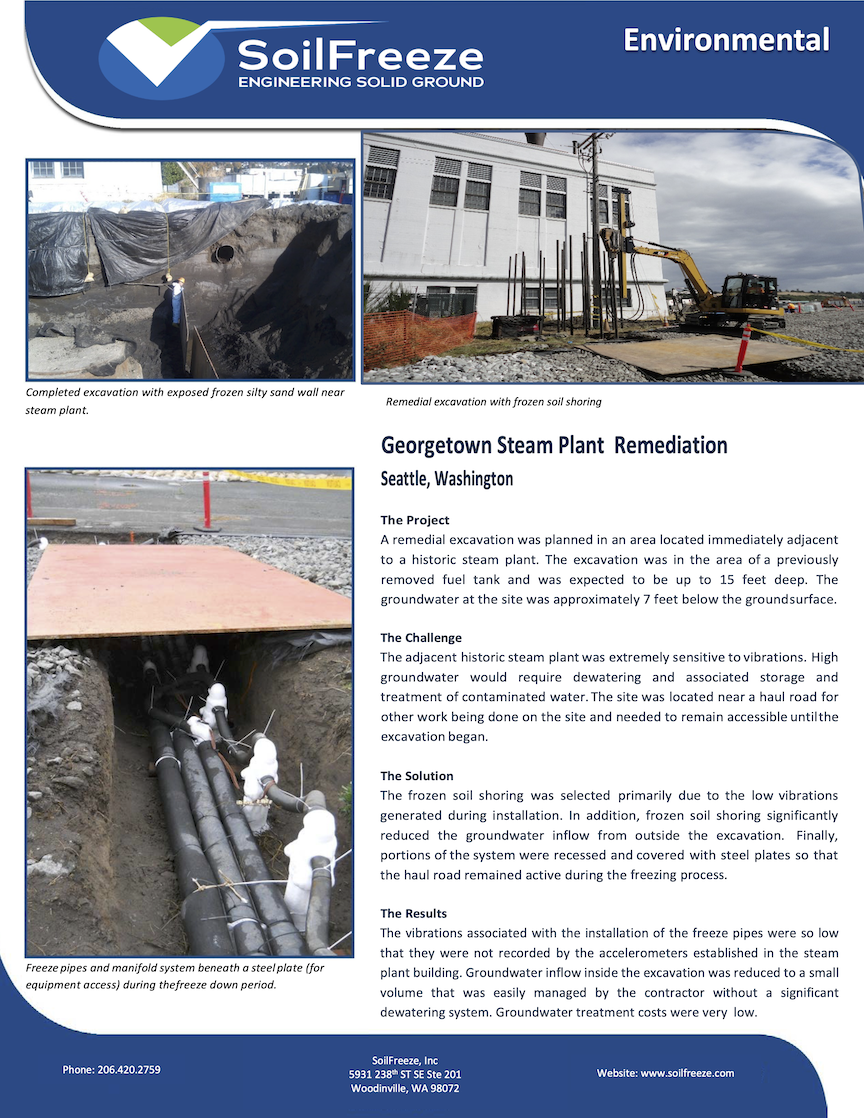 SoilFreeze
ENGINEERING SOLID GROUND
Environmental
Completed excavation with exposed frozen silty sand wall near
steam plant.
Remedial excavation with frozen soil shoring
Georgetown Steam Plant Remediation
Seattle, Washington
The Project
A remedial excavation was planned in an area located immediately adjacent
to a historic steam plant. The excavation was in the area of a previously
removed fuel tank and was expected to be up to 15 feet deep. The
groundwater at the site was approximately 7 feet below the groundsurface.
The Challenge
The adjacent historic steam plant was extremely sensitive to vibrations. High
groundwater would require dewatering and associated storage and
treatment of contaminated water. The site was located near a haul road for
other work being done on the site and needed to remain accessible untilthe
excavation began.
The Solution
The frozen soil shoring was selected primarily due to the low vibrations
generated during installation. In addition, frozen soil shoring significantly
reduced the groundwater inflow from outside the excavation. Finally,
portions of the system were recessed and covered with steel plates so that
the haul road remained active during the freezing process.
The Results
The vibrations associated with the installation of the freeze pipes were so low
that they were not recorded by the accelerometers established in the steam
plant building. Groundwater inflow inside the excavation was reduced to a small
volume that was easily managed by the contractor without a significant
dewatering system. Groundwater treatment costs were very low.
Freeze pipes and manifold system beneath a steel plate (for
equipment access) during thefreeze down period.
Phone: 206.420.2759
SoilFreeze, Inc
5931 238th ST SE Ste 201
Woodinville, WA 98072
Website: www.soilfreeze.com